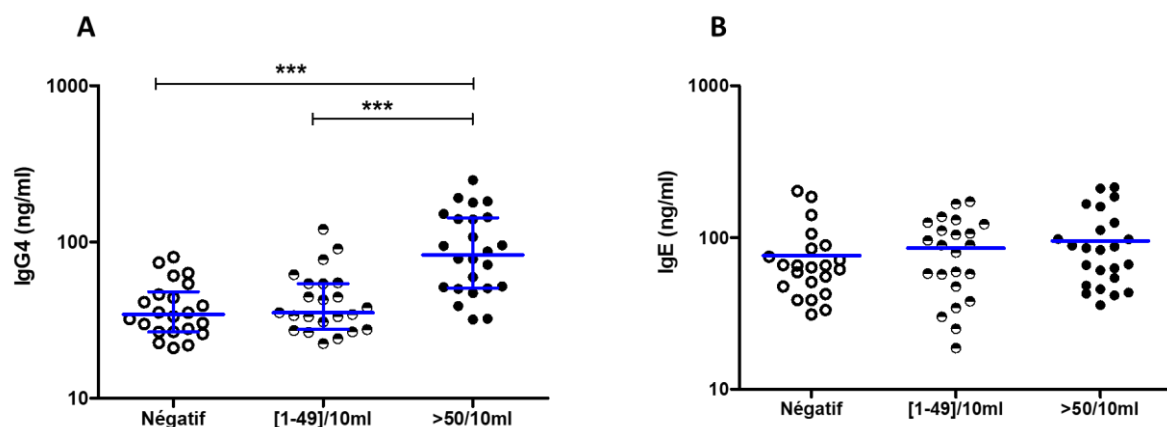 A
B
***
***
1000
100
10
IgG4 (ng/ml)
Négatif [1-49]/10ml >50/10ml
1000
100
10
IgE (ng/ml)
Négatif [1-49]/10ml >50/10ml